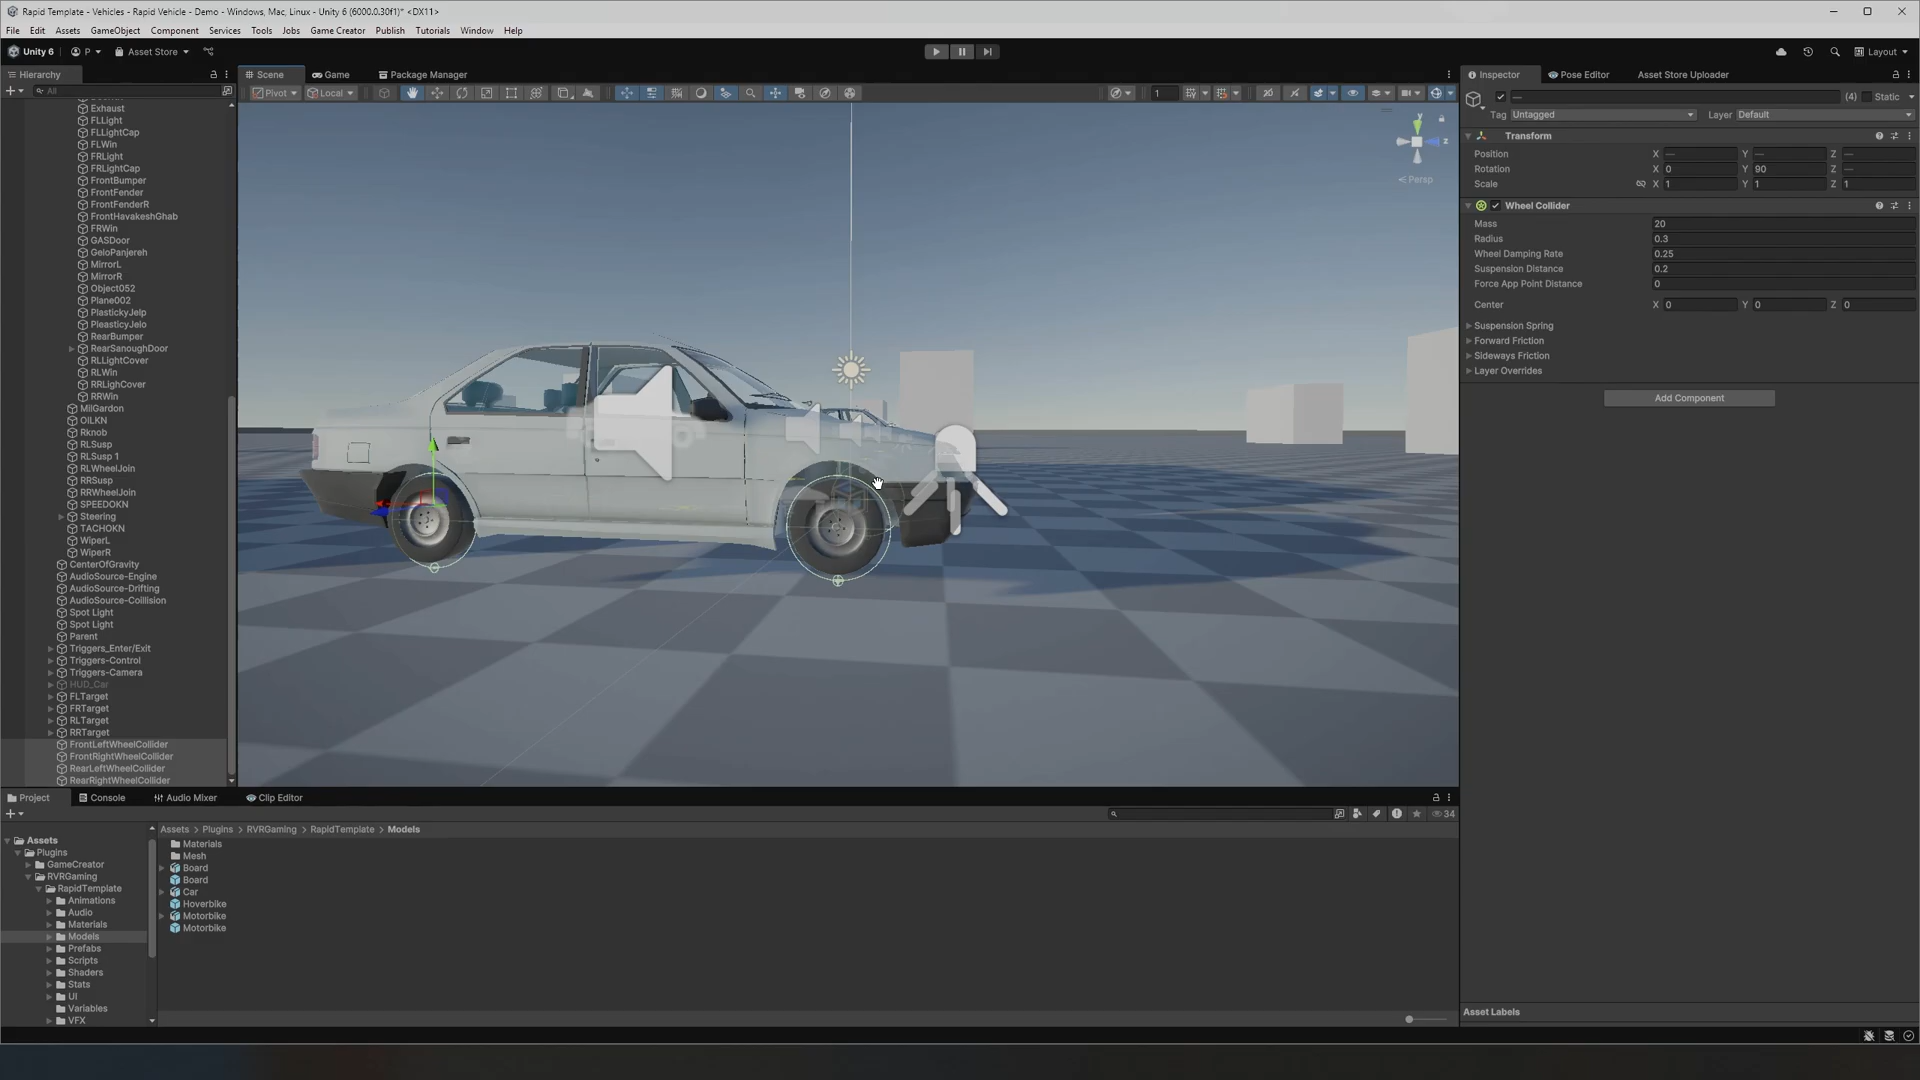 Rapid Template - Vehicles - Rapid Vehicle - Demo - Windows, Mac, Linux - Unity 6 (6000.0.30f1)* <DX11>
File Edit Assets GameObject Component Services Tools Jobs Game Creator Publish Tutorials Window Help
Unity 6 P Asset Store Layout
Hierarchy
All
Exhaust
FLLight
FLLightCap
FLWin
FRLight
FRLightCap
FrontBumper
FrontFender
FrontFenderR
FrontHavakeshGhab
FRWin
GASDoor
GeloPanjereh
MirrorL
MirrorR
Object052
Plane002
PlastickyJelp
PleasticyJelo
RearBumper
RearSanoughDoor
RLLightCover
RLWin
RRLighCover
RRWin
MilGardon
OILKN
Rknob
RLSusp
RLSusp 1
RLWheelJoin
RRSusp
RRWheelJoin
SPEEDOKN
Steering
TACHOKN
WiperL
WiperR
CenterOfGravity
AudioSource-Engine
AudioSource-Drifting
AudioSource-Collision
Spot Light
Spot Light
Parent
Triggers_Enter/Exit
Triggers-Control
Triggers-Camera
HUD_Car
FLTarget
FRTarget
RLTarget
RRTarget
FrontLeftWheelCollider
FrontRightWheelCollider
RearLeftWheelCollider
RearRightWheelCollider
Scene Game Package Manager
Pivot Local 1
z
Persp
Inspector Pose Editor Asset Store Uploader
— (4) Static
Tag Untagged Layer Default
Transform
Position X — Y — Z —
Rotation X 0 Y 90 Z —
Scale X 1 Y 1 Z 1
Wheel Collider
Mass 20
Radius 0.3
Wheel Damping Rate 0.25
Suspension Distance 0.2
Force App Point Distance 0
Center X 0 Y 0 Z 0
Suspension Spring
Forward Friction
Sideways Friction
Layer Overrides
Add Component
Asset Labels
Project Console Audio Mixer Clip Editor
34
Assets
Plugins
GameCreator
RVRGaming
RapidTemplate
Animations
Audio
Materials
Models
Prefabs
Scripts
Shaders
Stats
UI
Variables
VFX
Assets > Plugins > RVRGaming > RapidTemplate > Models
Materials
Mesh
Board
Board
Car
Hoverbike
Motorbike
Motorbike